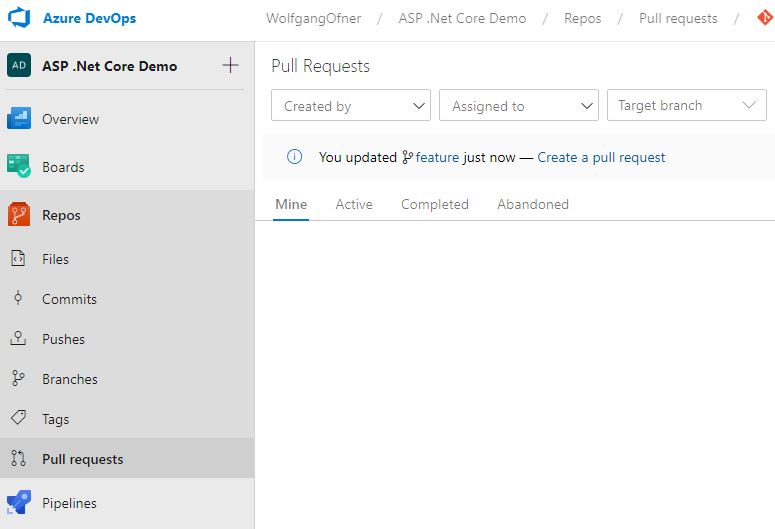 Azure DevOps WolfgangOfner / ASP .Net Core Demo / Repos / Pull requests /
AD ASP .Net Core Demo +
Pull Requests
Created by Assigned to Target branch
Overview
You updated feature just now — Create a pull request
Boards
Mine Active Completed Abandoned
Repos
Files
Commits
Pushes
Branches
Tags
Pull requests
Pipelines